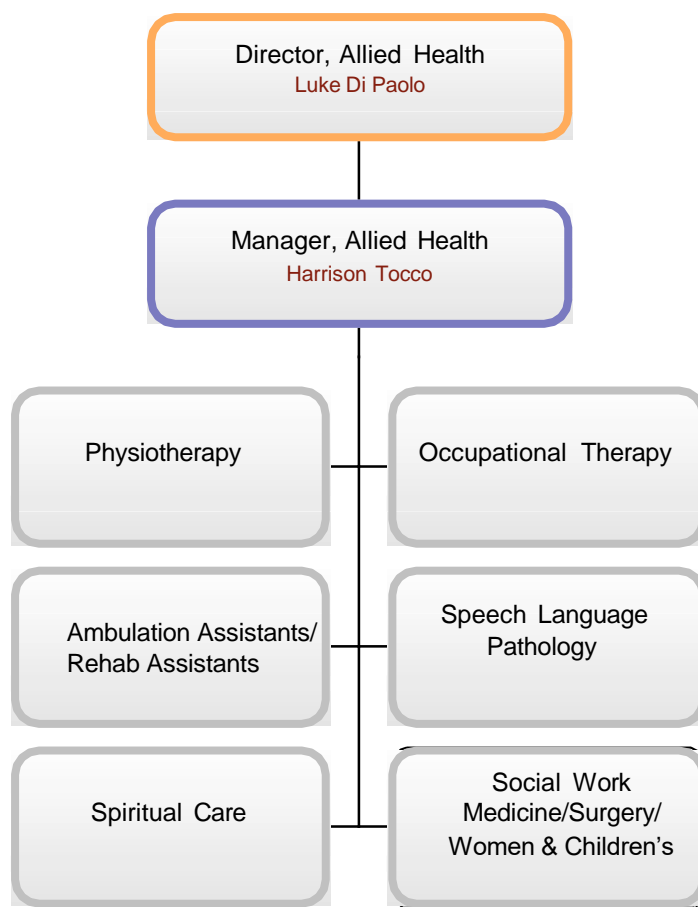 Director, Allied Health
Luke Di Paolo
Manager, Allied Health
Harrison Tocco
Physiotherapy
Occupational Therapy
Ambulation Assistants/
Rehab Assistants
Speech Language
Pathology
Spiritual Care
Social Work
Medicine/Surgery/
Women & Children’s